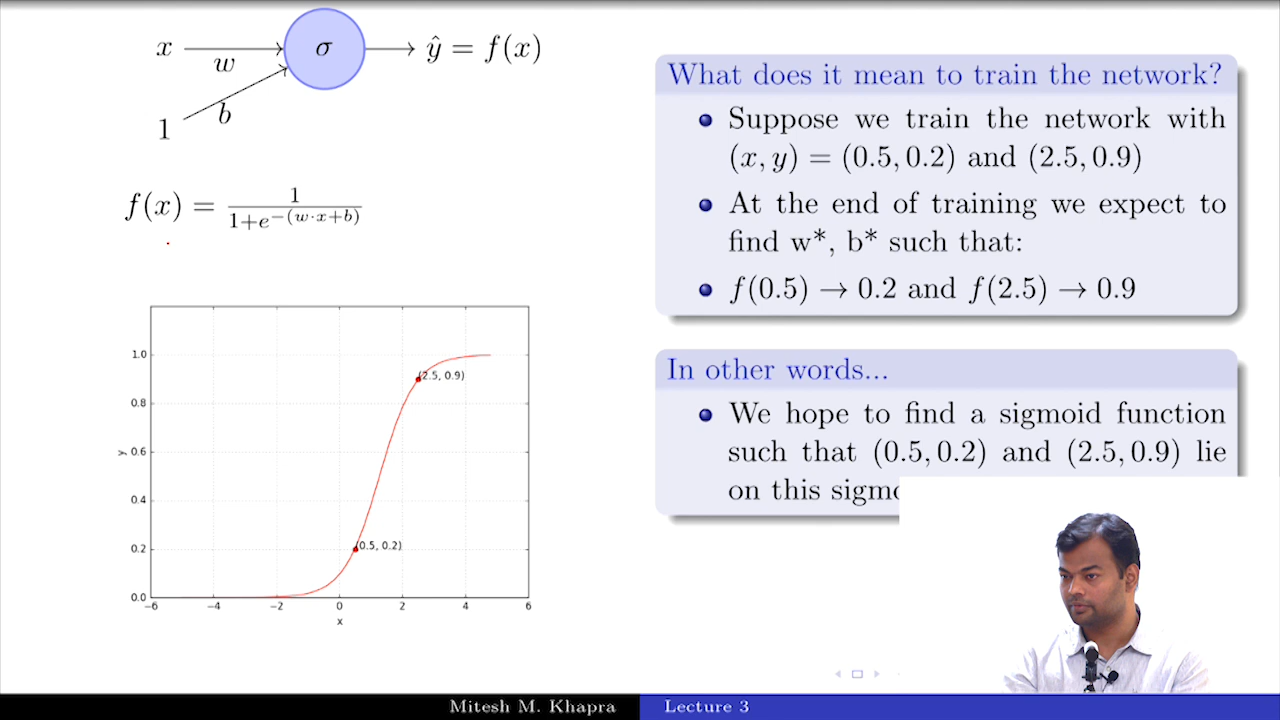 x
w
σ
ŷ = f(x)
b
1
f(x) = 1 / 1+e^−(w·x+b)
1.0
0.8
0.6
0.4
0.2
0.0
y
(2.5, 0.9)
(0.5, 0.2)
−6 −4 −2 0 2 4 6
x
What does it mean to train the network?
Suppose we train the network with
(x, y) = (0.5, 0.2) and (2.5, 0.9)
At the end of training we expect to
find w*, b* such that:
f(0.5) → 0.2 and f(2.5) → 0.9
In other words...
We hope to find a sigmoid function
such that (0.5, 0.2) and (2.5, 0.9) lie
on this
Mitesh M. Khapra
Lecture 3